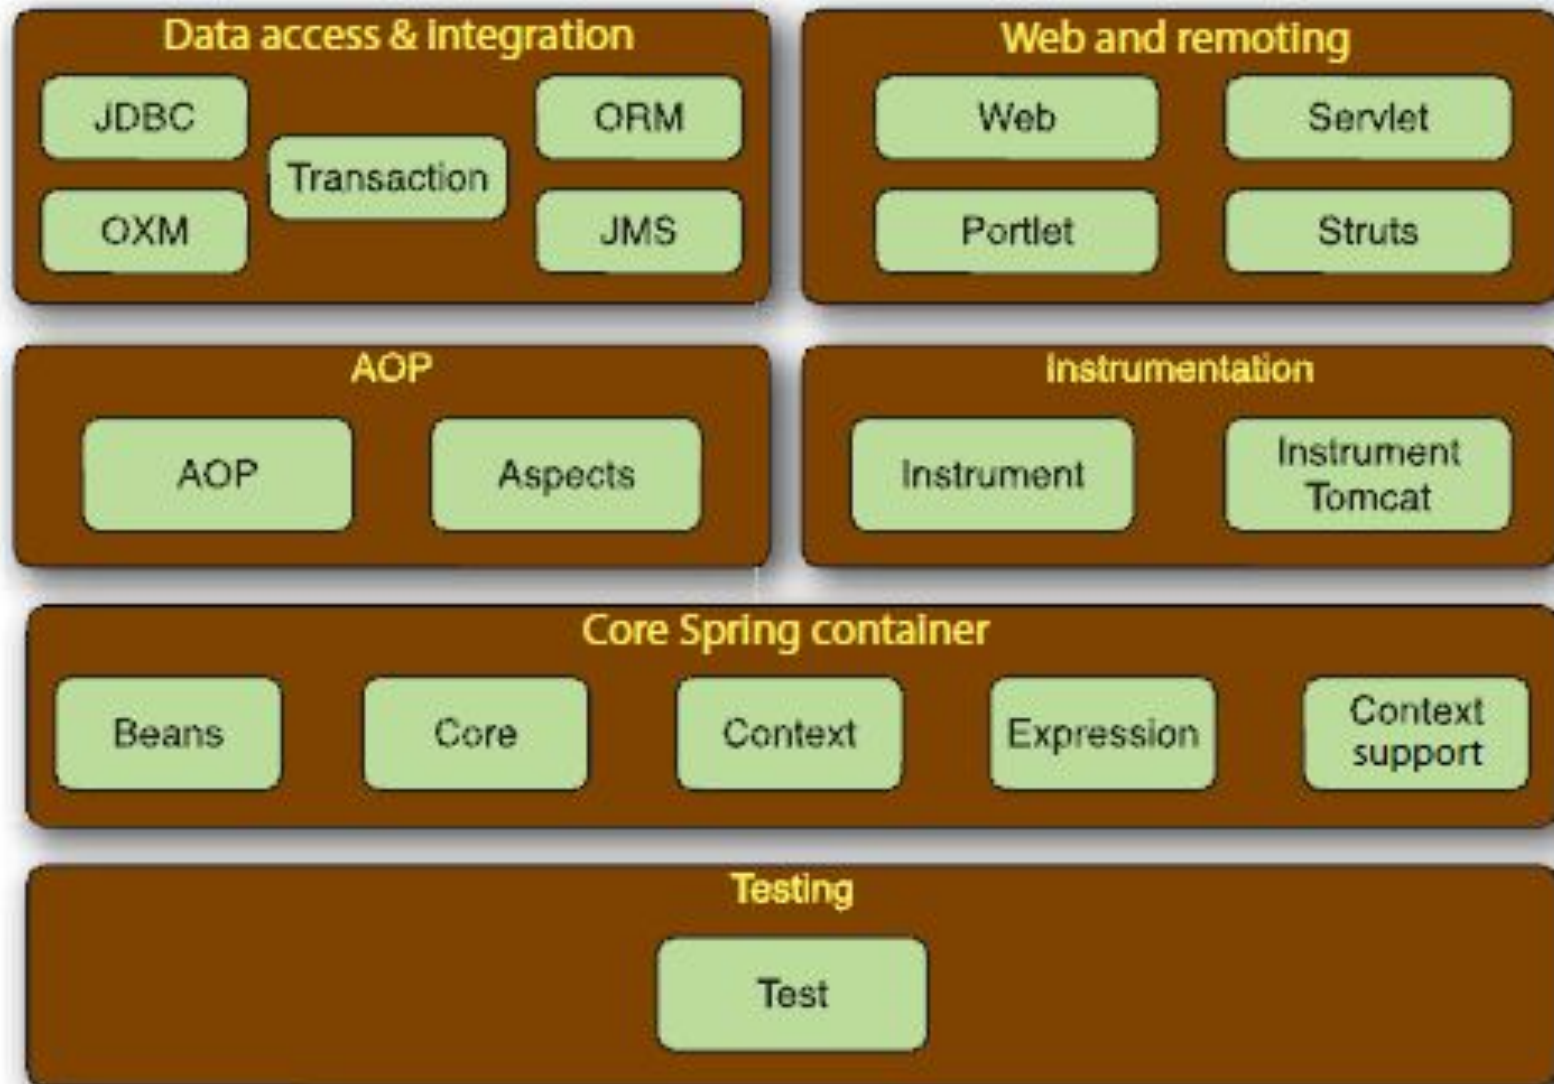 Data access & integration
JDBC
ORM
Transaction
OXM
JMS
Web and remoting
Web
Servlet
Portlet
Struts
AOP
AOP
Aspects
Instrumentation
Instrument
Instrument
Tomcat
Core Spring container
Beans
Core
Context
Expression
Context
support
Testing
Test